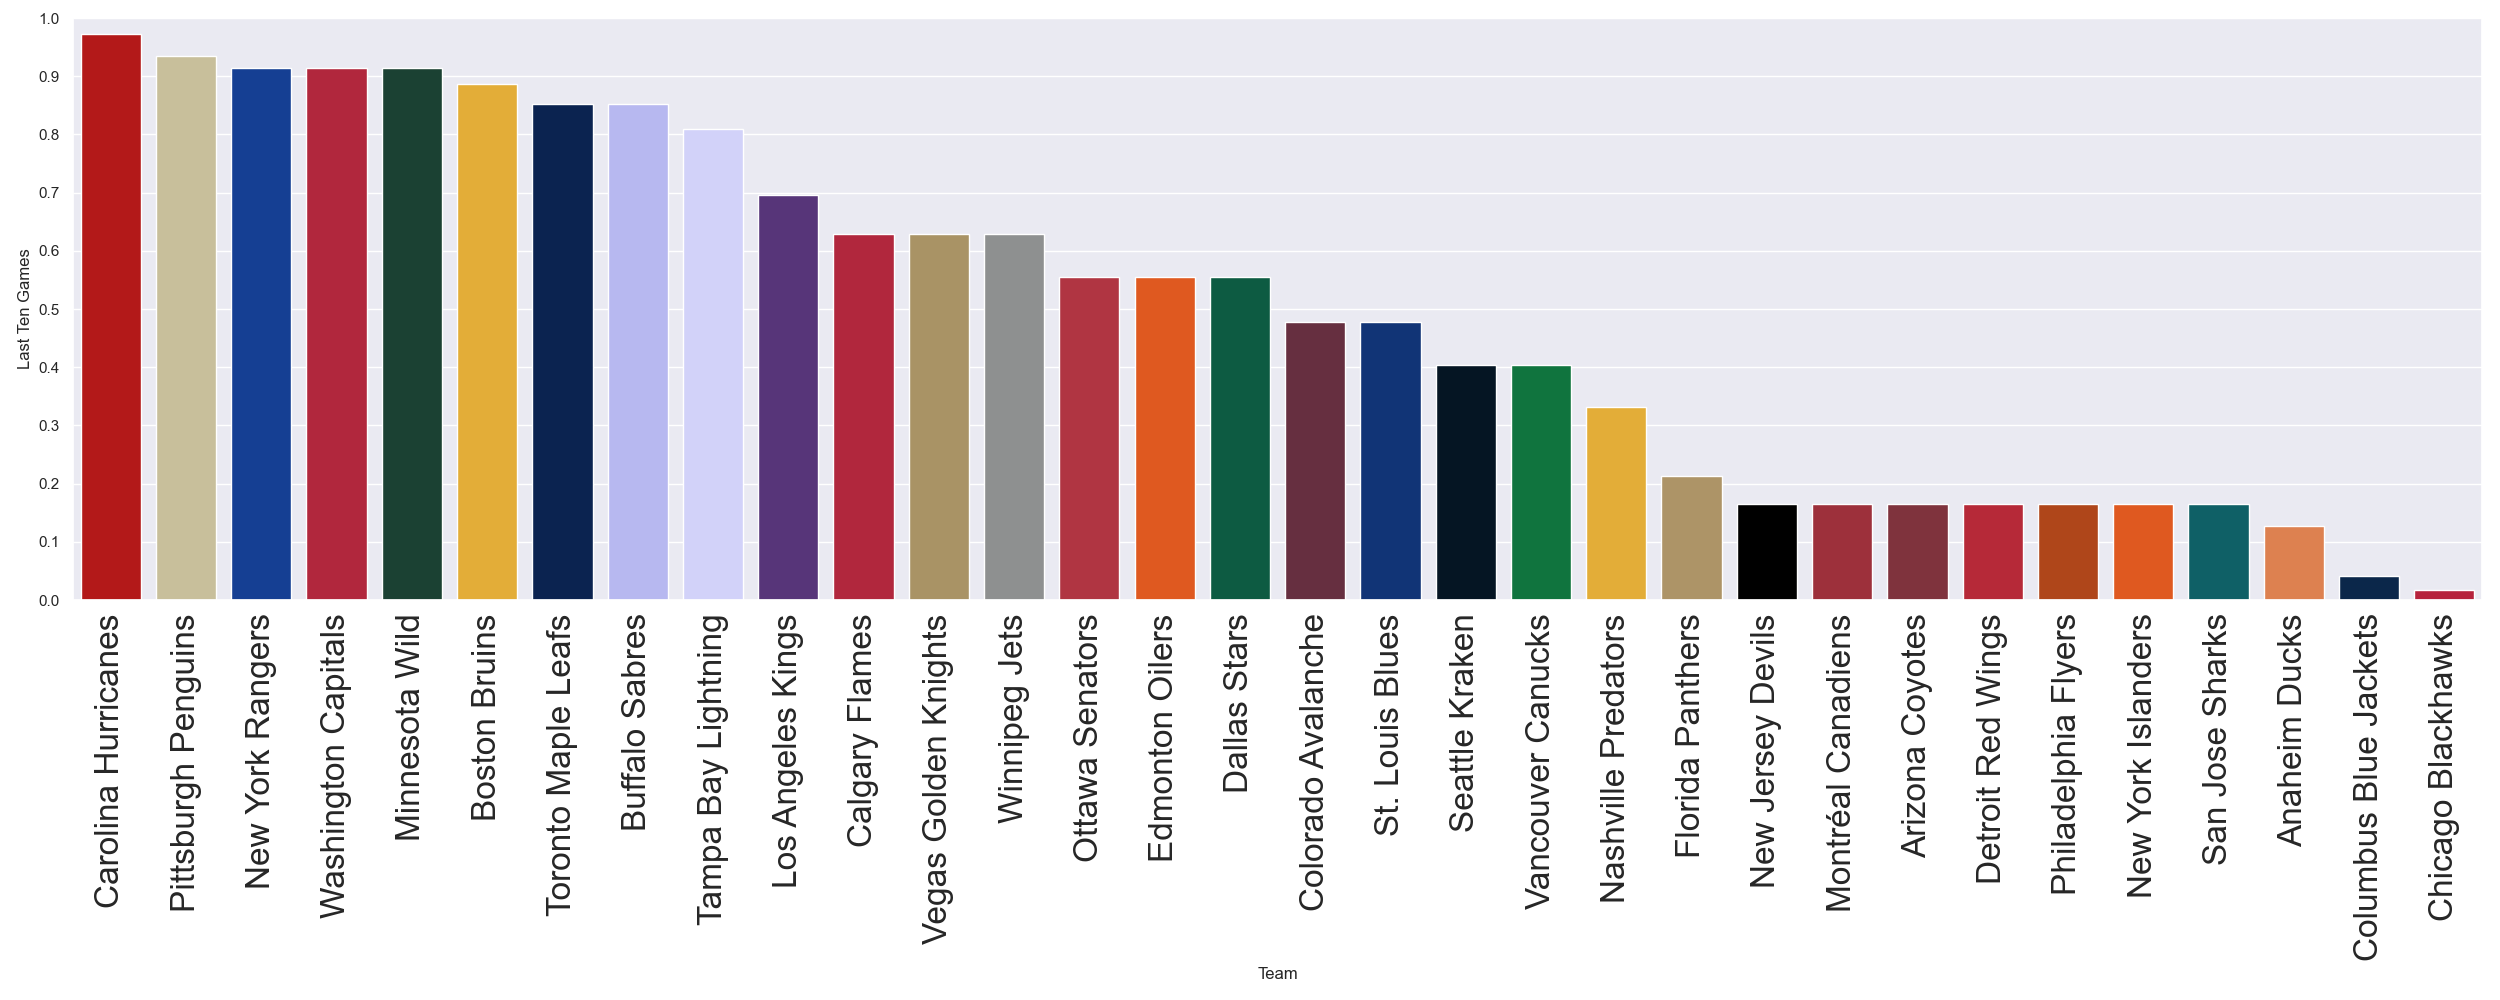 1.0
0.9
0.8
0.7
0.6
0.5
0.4
0.3
0.2
0.1
0.0
Last Ten Games
Carolina Hurricanes
Pittsburgh Penguins
New York Rangers
Washington Capitals
Minnesota Wild
Boston Bruins
Toronto Maple Leafs
Buffalo Sabres
Tampa Bay Lightning
Los Angeles Kings
Calgary Flames
Vegas Golden Knights
Winnipeg Jets
Ottawa Senators
Edmonton Oilers
Dallas Stars
Colorado Avalanche
St. Louis Blues
Seattle Kraken
Vancouver Canucks
Nashville Predators
Florida Panthers
New Jersey Devils
Montréal Canadiens
Arizona Coyotes
Detroit Red Wings
Philadelphia Flyers
New York Islanders
San Jose Sharks
Anaheim Ducks
Columbus Blue Jackets
Chicago Blackhawks
Team